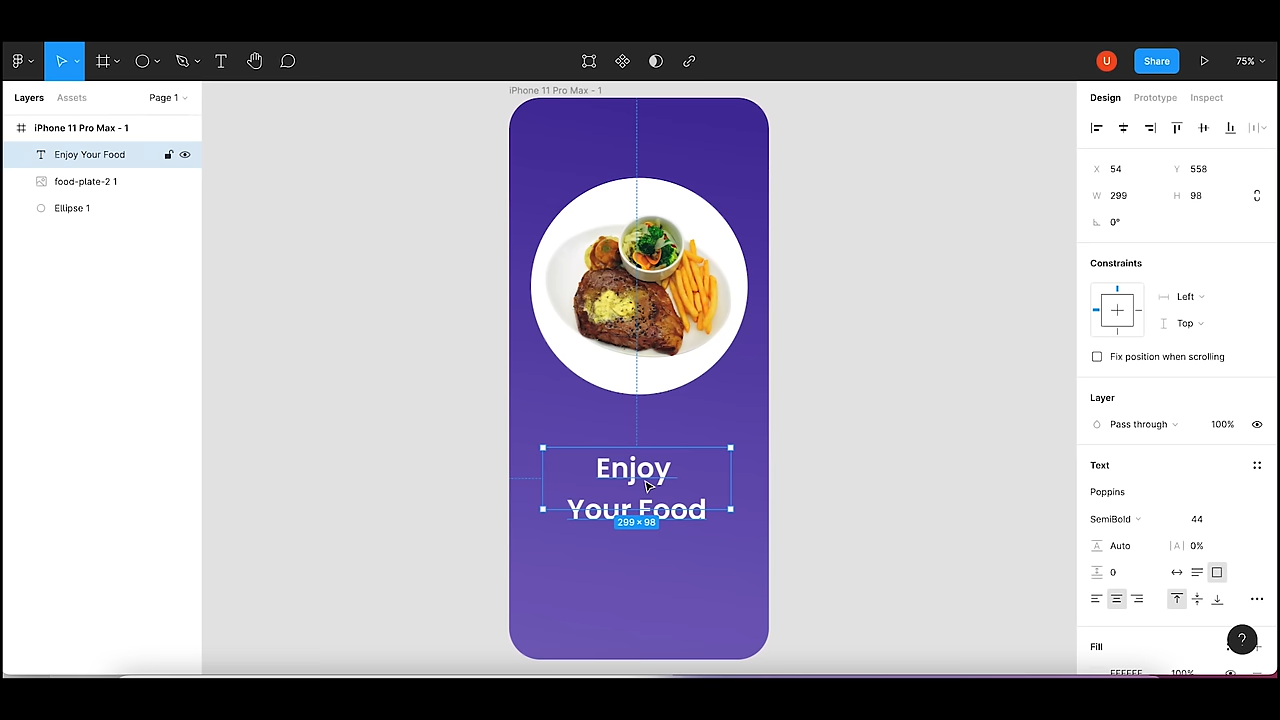 U
Share
75%
Layers
Assets
Page 1
iPhone 11 Pro Max - 1
Enjoy Your Food
food-plate-2 1
Ellipse 1
iPhone 11 Pro Max - 1
Enjoy
Your Food
299 × 98
Design
Prototype
Inspect
X 54
Y 558
W 299
H 98
0°
Constraints
Left
Top
Fix position when scrolling
Layer
Pass through
100%
Text
Poppins
SemiBold
44
A Auto
|A| 0%
0
Fill
FFFFFF
100%
?